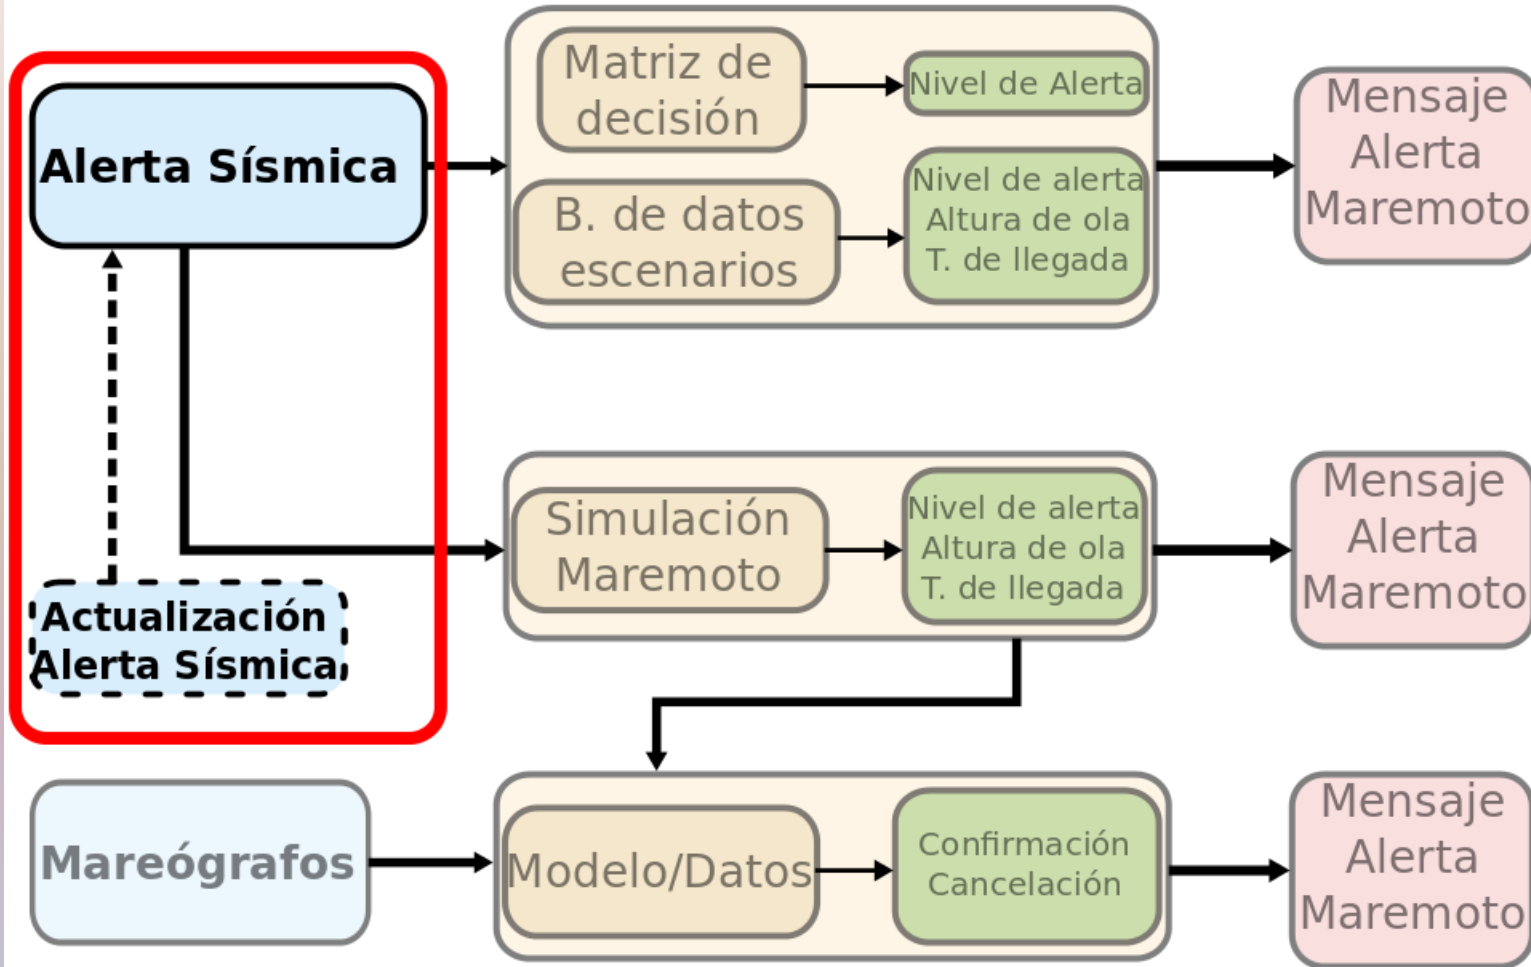 Alerta Sísmica
Matriz de
decisión
Nivel de Alerta
B. de datos
escenarios
Nivel de alerta
Altura de ola
T. de llegada
Mensaje
Alerta
Maremoto
Actualización
Alerta Sísmica
Simulación
Maremoto
Nivel de alerta
Altura de ola
T. de llegada
Mensaje
Alerta
Maremoto
Mareógrafos
Modelo/Datos
Confirmación
Cancelación
Mensaje
Alerta
Maremoto